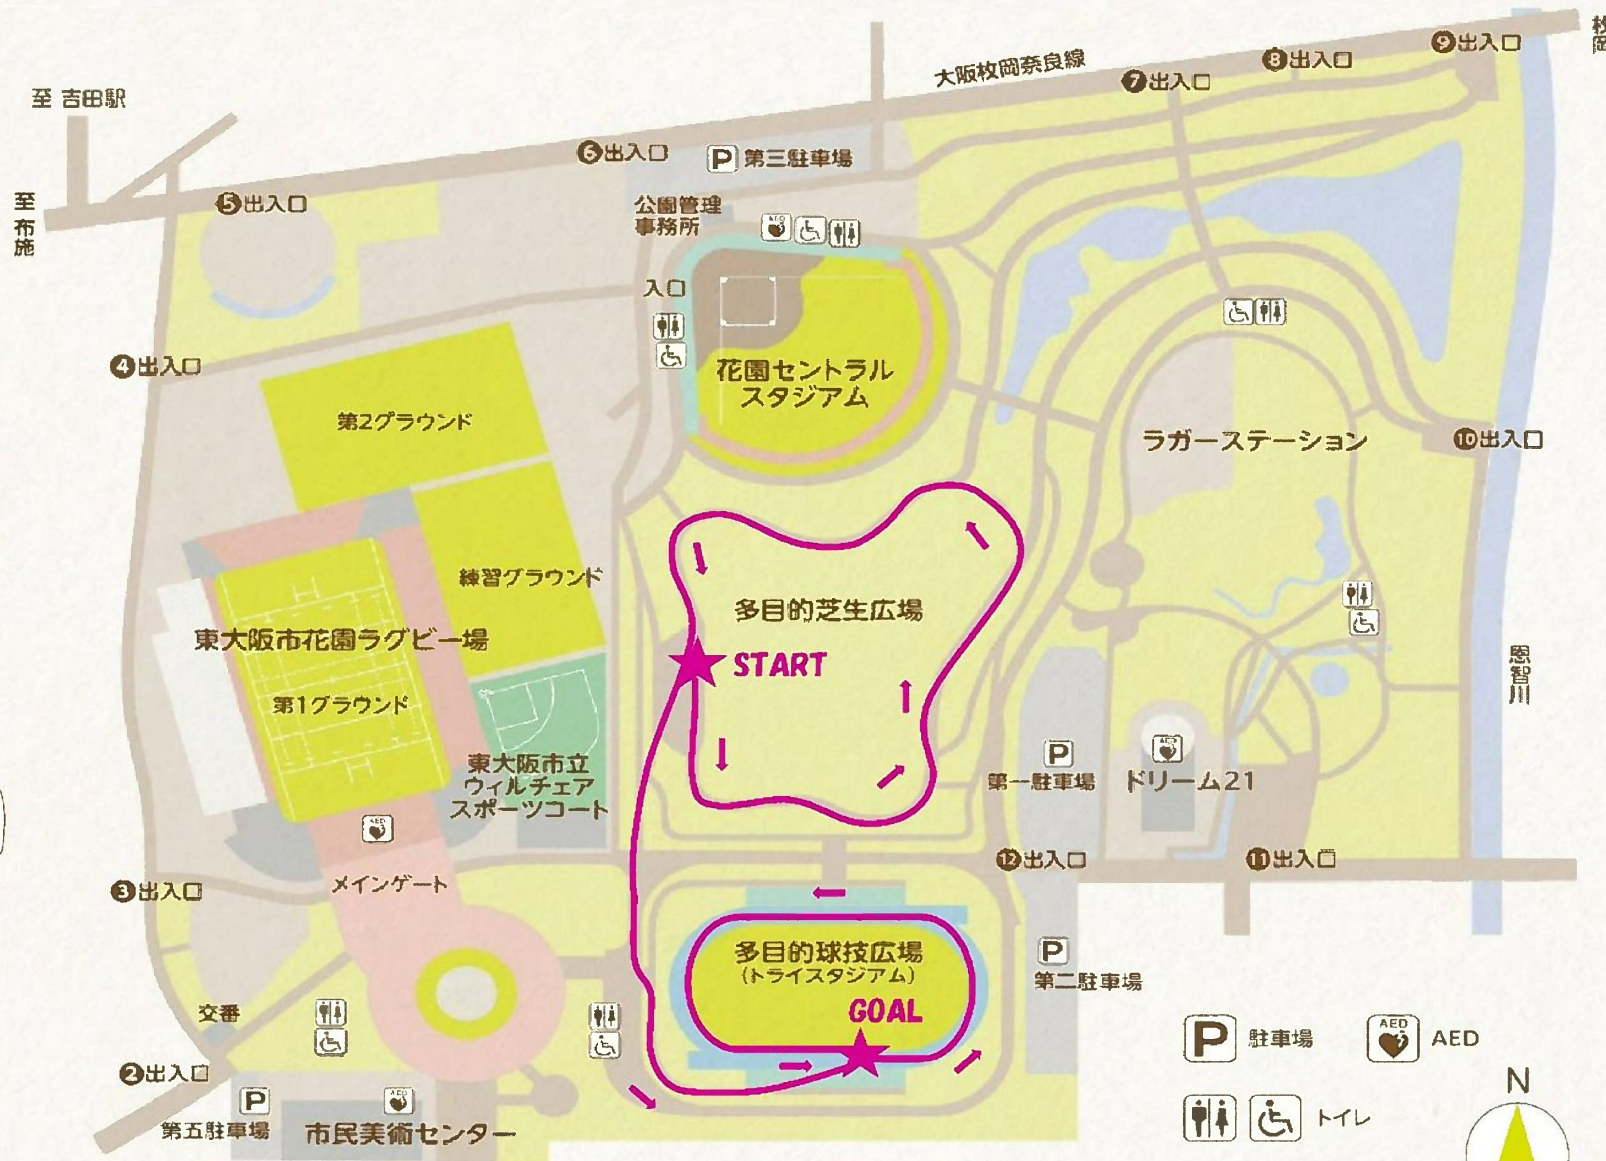 ⑨出入口
⑧出入口
大阪枚岡奈良線
⑦出入口
至 吉田駅
⑥出入口
P 第三駐車場
⑤出入口
至布施
公園管理
事務所
AED
入口
④出入口
花園セントラル
スタジアム
第2グラウンド
ラガーステーション
⑩出入口
練習グラウンド
多目的芝生広場
東大阪市花園ラグビー場
START
恩智川
第1グラウンド
東大阪市立
ウィルチェア
スポーツコート
P
第一駐車場
AED
ドリーム21
AED
⑫出入口
⑪出入口
メインゲート
③出入口
多目的球技広場
(トライスタジアム)
P
第二駐車場
GOAL
交番
P 駐車場
AED AED
②出入口
P
第五駐車場
AED
市民美術センター
トイレ
N